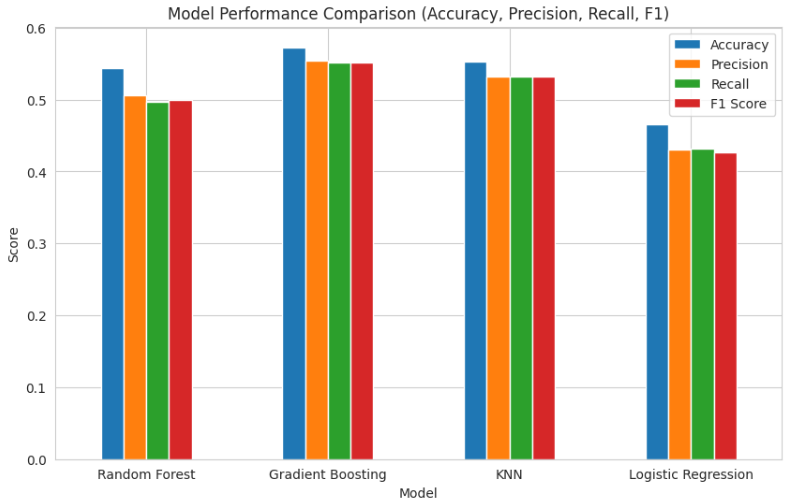 Model Performance Comparison (Accuracy, Precision, Recall, F1)
Accuracy
Precision
Recall
F1 Score
Score
0.6
0.5
0.4
0.3
0.2
0.1
0.0
Random Forest
Gradient Boosting
KNN
Logistic Regression
Model